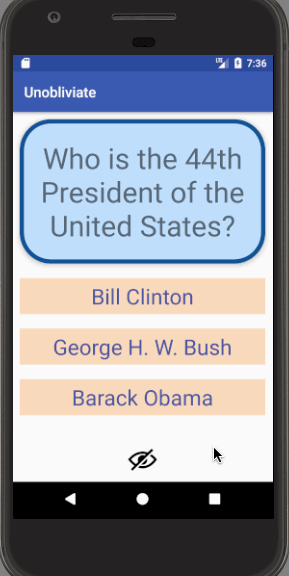 7:36
Unobliviate
Who is the 44th
President of the
United States?
Bill Clinton
George H. W. Bush
Barack Obama